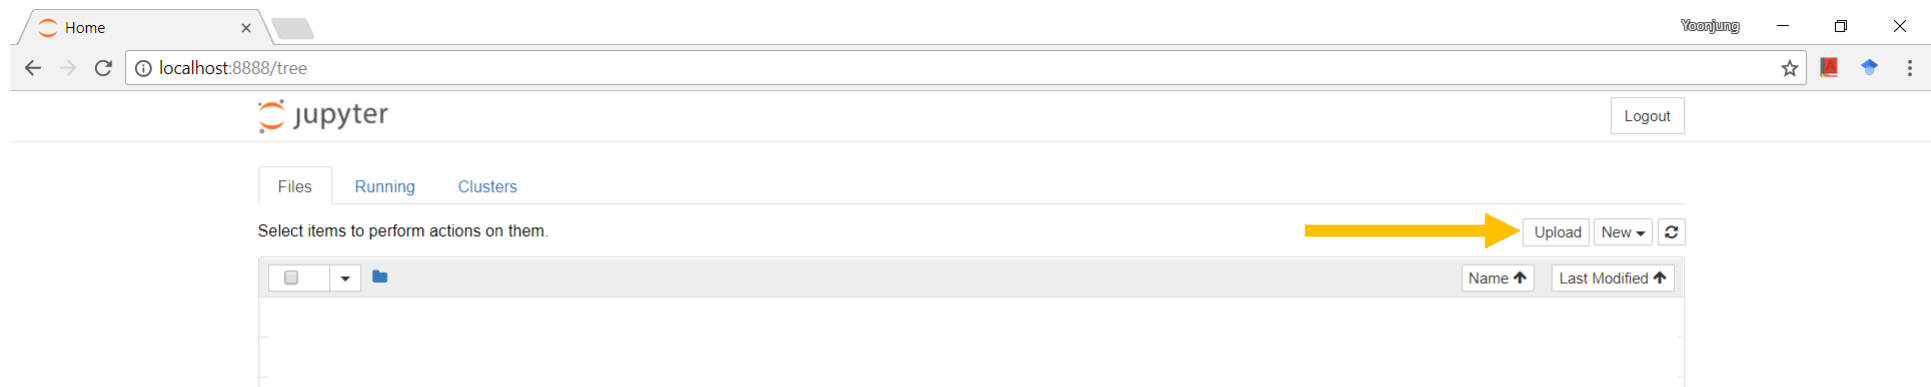 Home
Yoonjung
localhost:8888/tree
jupyter
Logout
Files Running Clusters
Select items to perform actions on them.
Upload New
Name Last Modified